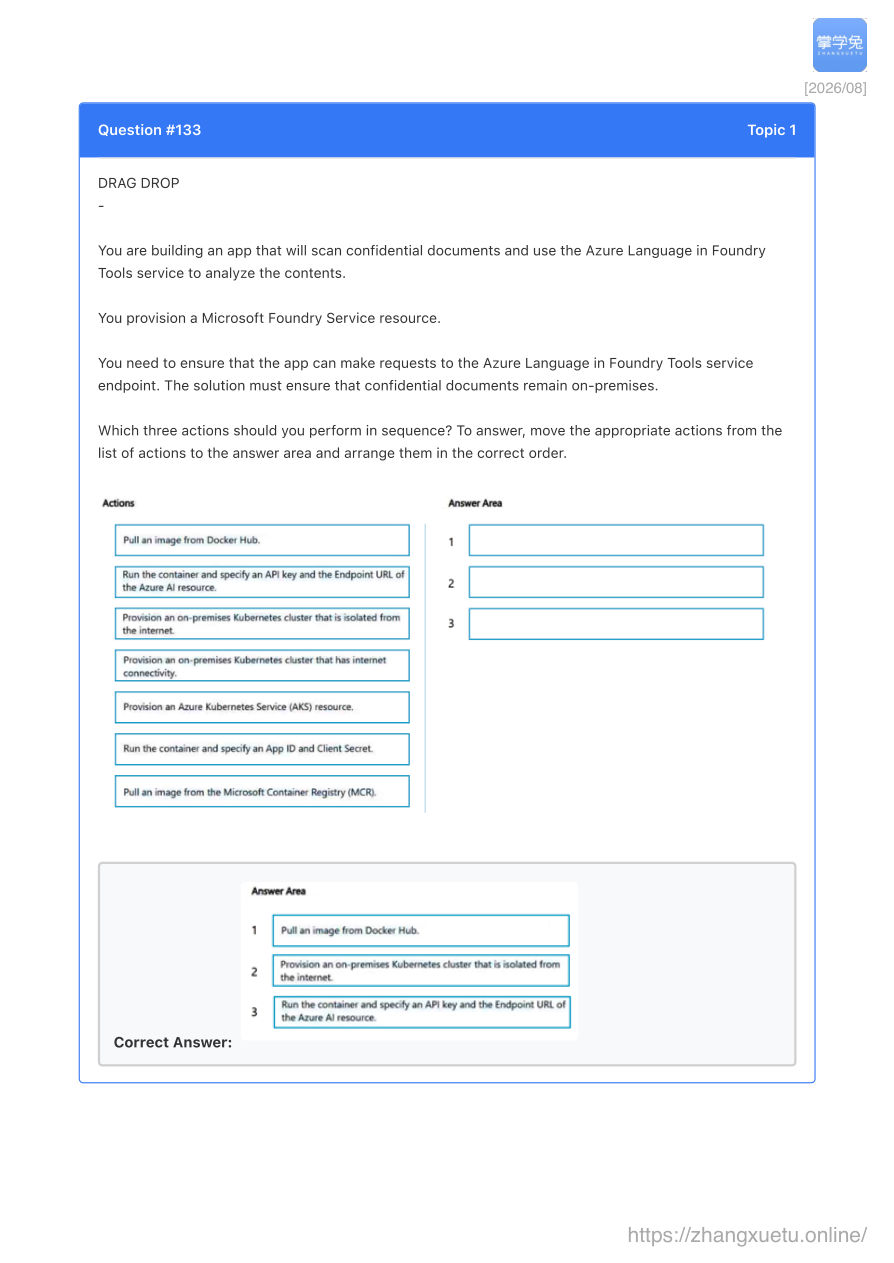 掌学兔
ZHANGXUETU
[2026/08]
Question #133 Topic 1
DRAG DROP
-
You are building an app that will scan confidential documents and use the Azure Language in Foundry
Tools service to analyze the contents.
You provision a Microsoft Foundry Service resource.
You need to ensure that the app can make requests to the Azure Language in Foundry Tools service
endpoint. The solution must ensure that confidential documents remain on-premises.
Which three actions should you perform in sequence? To answer, move the appropriate actions from the
list of actions to the answer area and arrange them in the correct order.
Actions
Pull an image from Docker Hub.
Run the container and specify an API key and the Endpoint URL of
the Azure AI resource.
Provision an on-premises Kubernetes cluster that is isolated from
the internet.
Provision an on-premises Kubernetes cluster that has internet
connectivity.
Provision an Azure Kubernetes Service (AKS) resource.
Run the container and specify an App ID and Client Secret.
Pull an image from the Microsoft Container Registry (MCR).
Answer Area
1
2
3
Answer Area
1 Pull an image from Docker Hub.
2 Provision an on-premises Kubernetes cluster that is isolated from
the internet.
3 Run the container and specify an API key and the Endpoint URL of
the Azure AI resource.
Correct Answer:
https://zhangxuetu.online/